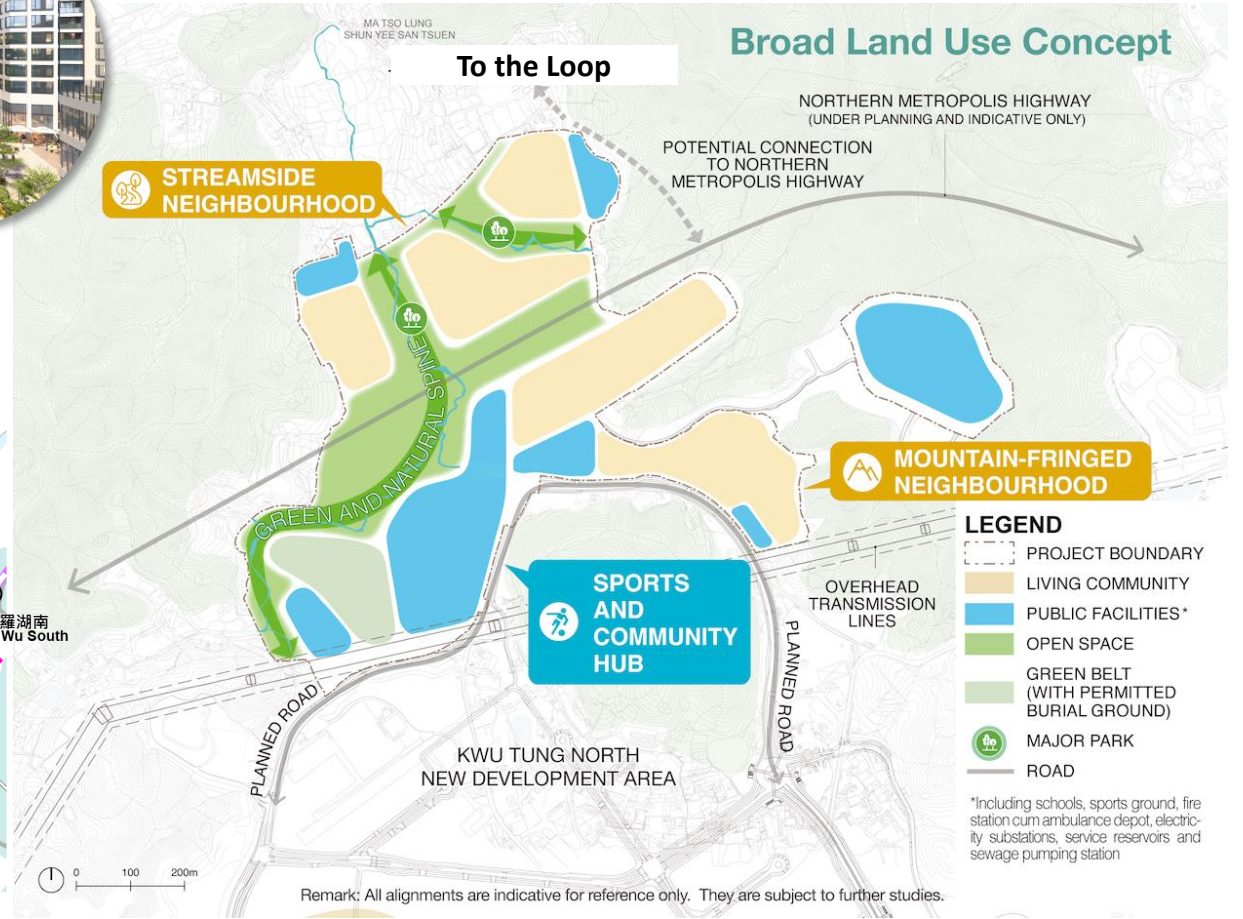 MA TSO LUNG
SHUN YEE SAN TSUEN
To the Loop
Broad Land Use Concept
NORTHERN METROPOLIS HIGHWAY
(UNDER PLANNING AND INDICATIVE ONLY)
POTENTIAL CONNECTION
TO NORTHERN
METROPOLIS HIGHWAY
STREAMSIDE
NEIGHBOURHOOD
GREEN AND NATURAL SPINE
MOUNTAIN-FRINGED
NEIGHBOURHOOD
SPORTS
AND
COMMUNITY
HUB
OVERHEAD
TRANSMISSION
LINES
PLANNED ROAD
PLANNED ROAD
KWU TUNG NORTH
NEW DEVELOPMENT AREA
羅湖南
Wu South
LEGEND
PROJECT BOUNDARY
LIVING COMMUNITY
PUBLIC FACILITIES*
OPEN SPACE
GREEN BELT
(WITH PERMITTED
BURIAL GROUND)
MAJOR PARK
ROAD
*Including schools, sports ground, fire
station cum ambulance depot, electric-
ity substations, service reservoirs and
sewage pumping station
0 100 200m
Remark: All alignments are indicative for reference only. They are subject to further studies.